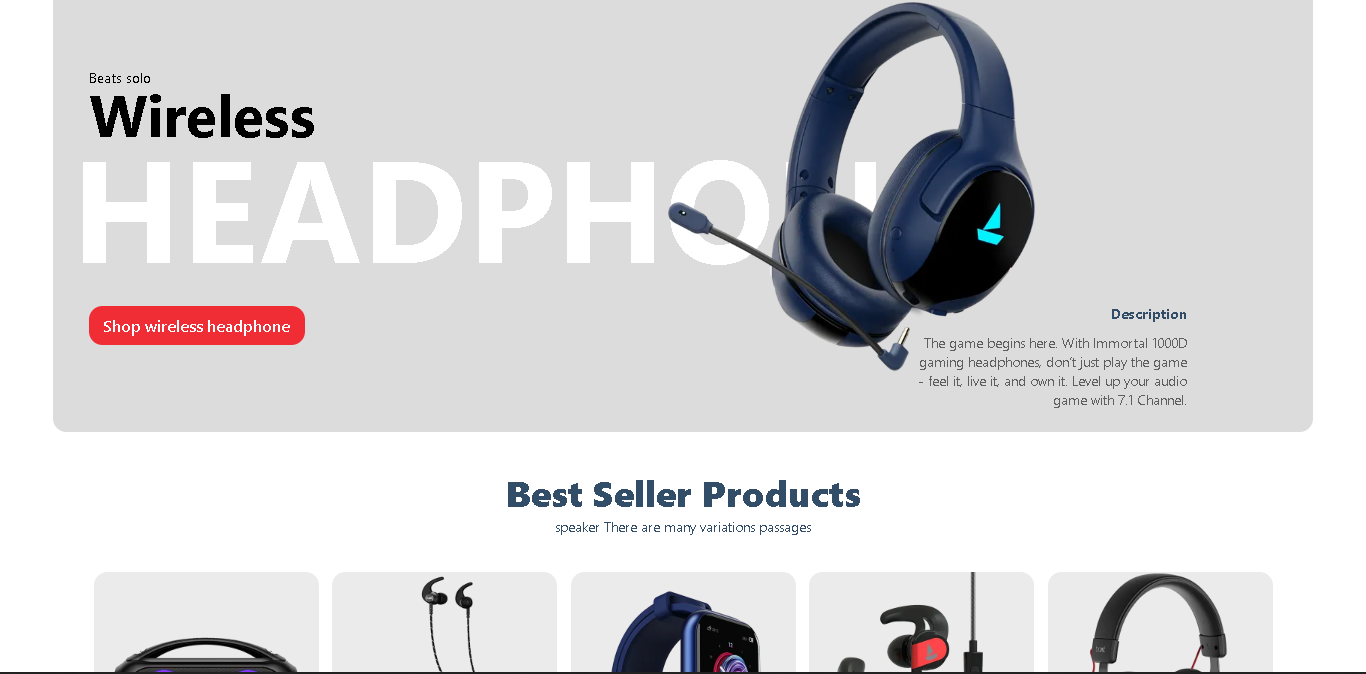 Beats solo
Wireless
HEADPHON
Shop wireless headphone
Description
The game begins here. With Immortal 1000D
gaming headphones, don't just play the game
- feel it, live it, and own it. Level up your audio
game with 7.1 Channel.
Best Seller Products
speaker There are many variations passages